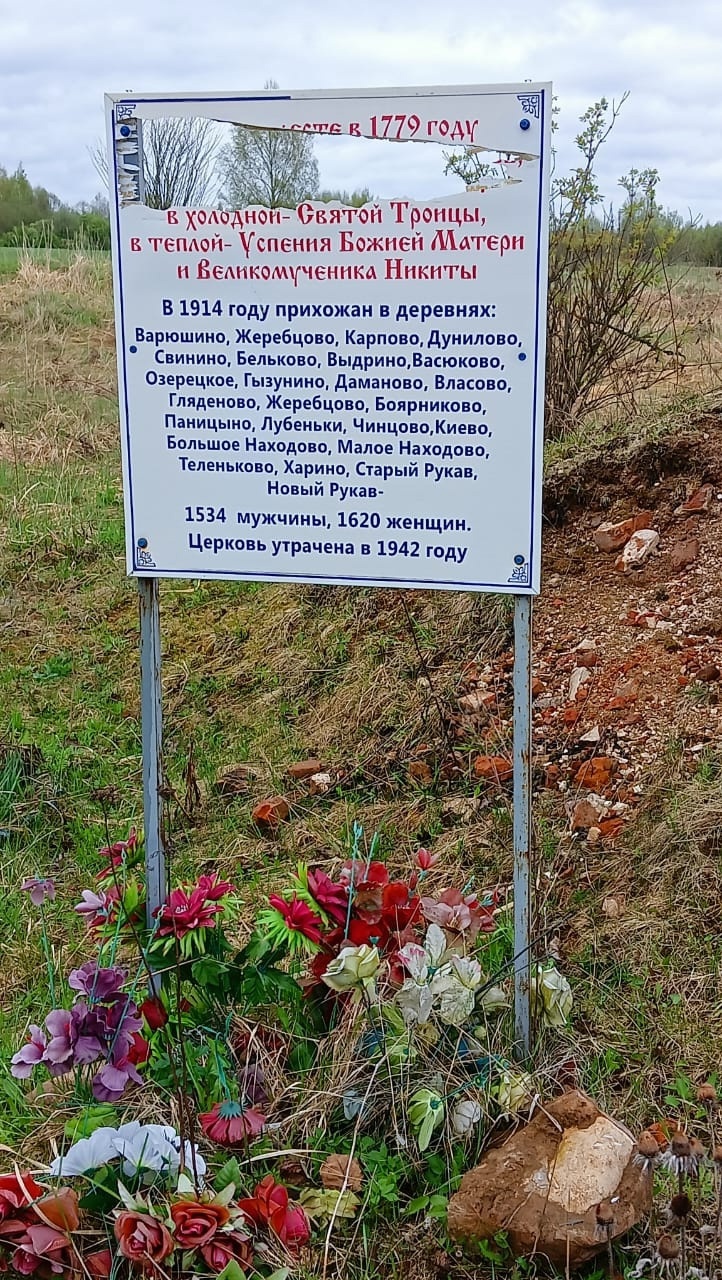 в 1779 году
в холодной- Святой Троицы,
в теплой- Успения Божией Матери
и Великомученика Никиты
В 1914 году прихожан в деревнях:
Варюшино, Жеребцово, Карпово,Дунилово,
Свинино, Бельково, Выдрино,Васюково,
Озерецкое, Гызунино, Даманово, Власово,
Гляденово, Жеребцово, Боярниково,
Паницыно, Лубеньки, Чинцово,Киево,
Большое Находово, Малое Находово,
Теленьково, Харино, Старый Рукав,
Новый Рукав-
1534 мужчины, 1620 женщин.
Церковь утрачена в 1942 году